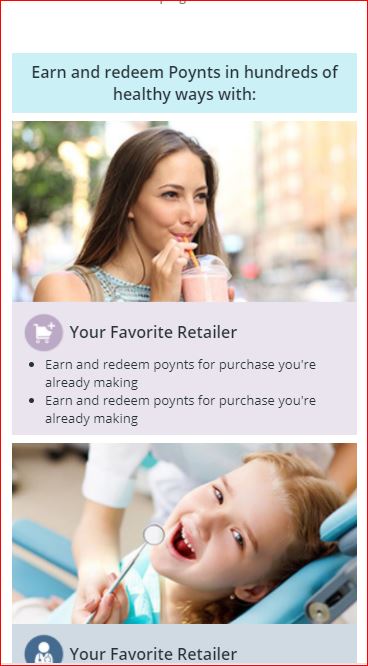 Earn and redeem Poynts in hundreds of
healthy ways with:
Your Favorite Retailer
Earn and redeem poynts for purchase you're
already making
Earn and redeem poynts for purchase you're
already making
Your Favorite Retailer